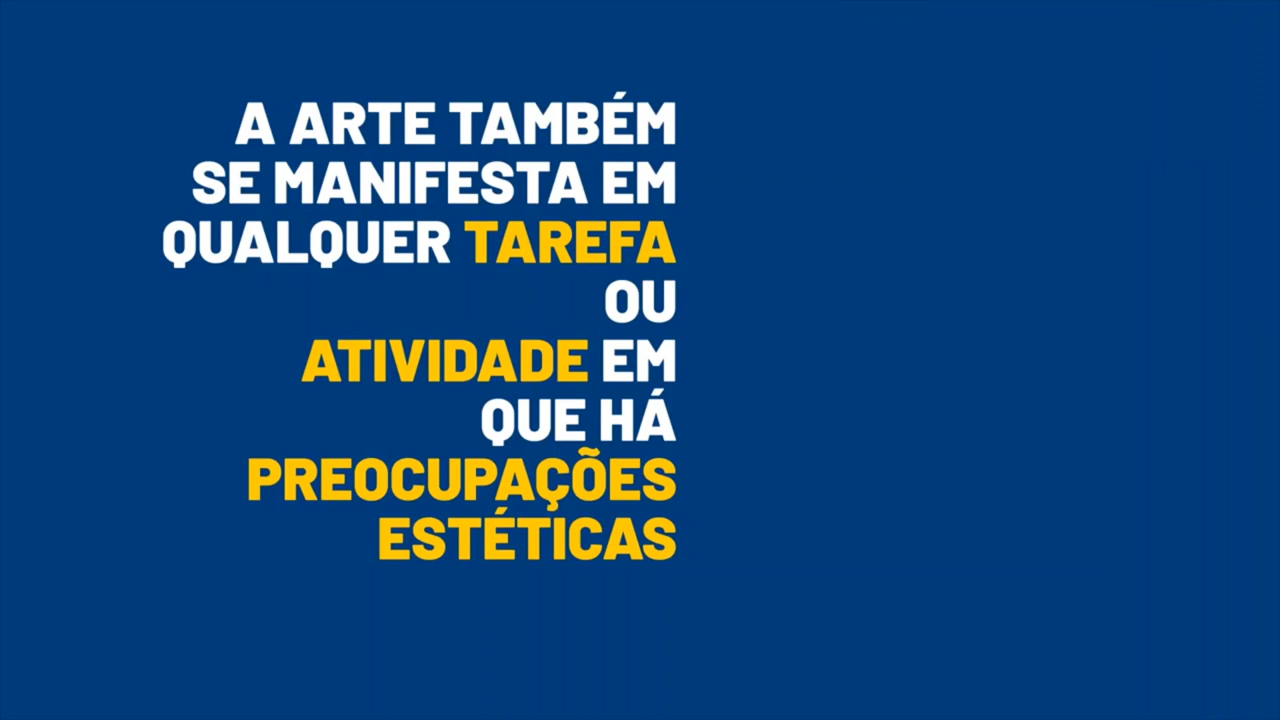 A ARTE TAMBÉM
SE MANIFESTA EM
QUALQUER TAREFA
OU
ATIVIDADE EM
QUE HÁ
PREOCUPAÇÕES
ESTÉTICAS